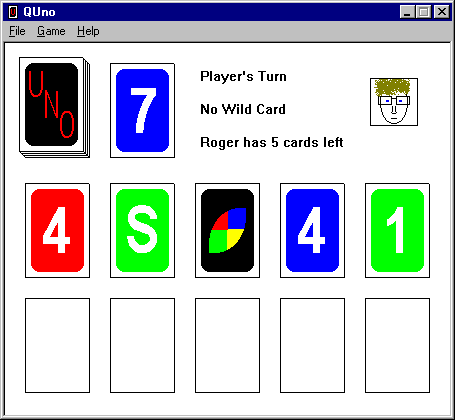 QUno
File Game Help
UNO
7
Player's Turn
No Wild Card
Roger has 5 cards left
4 S 4 1